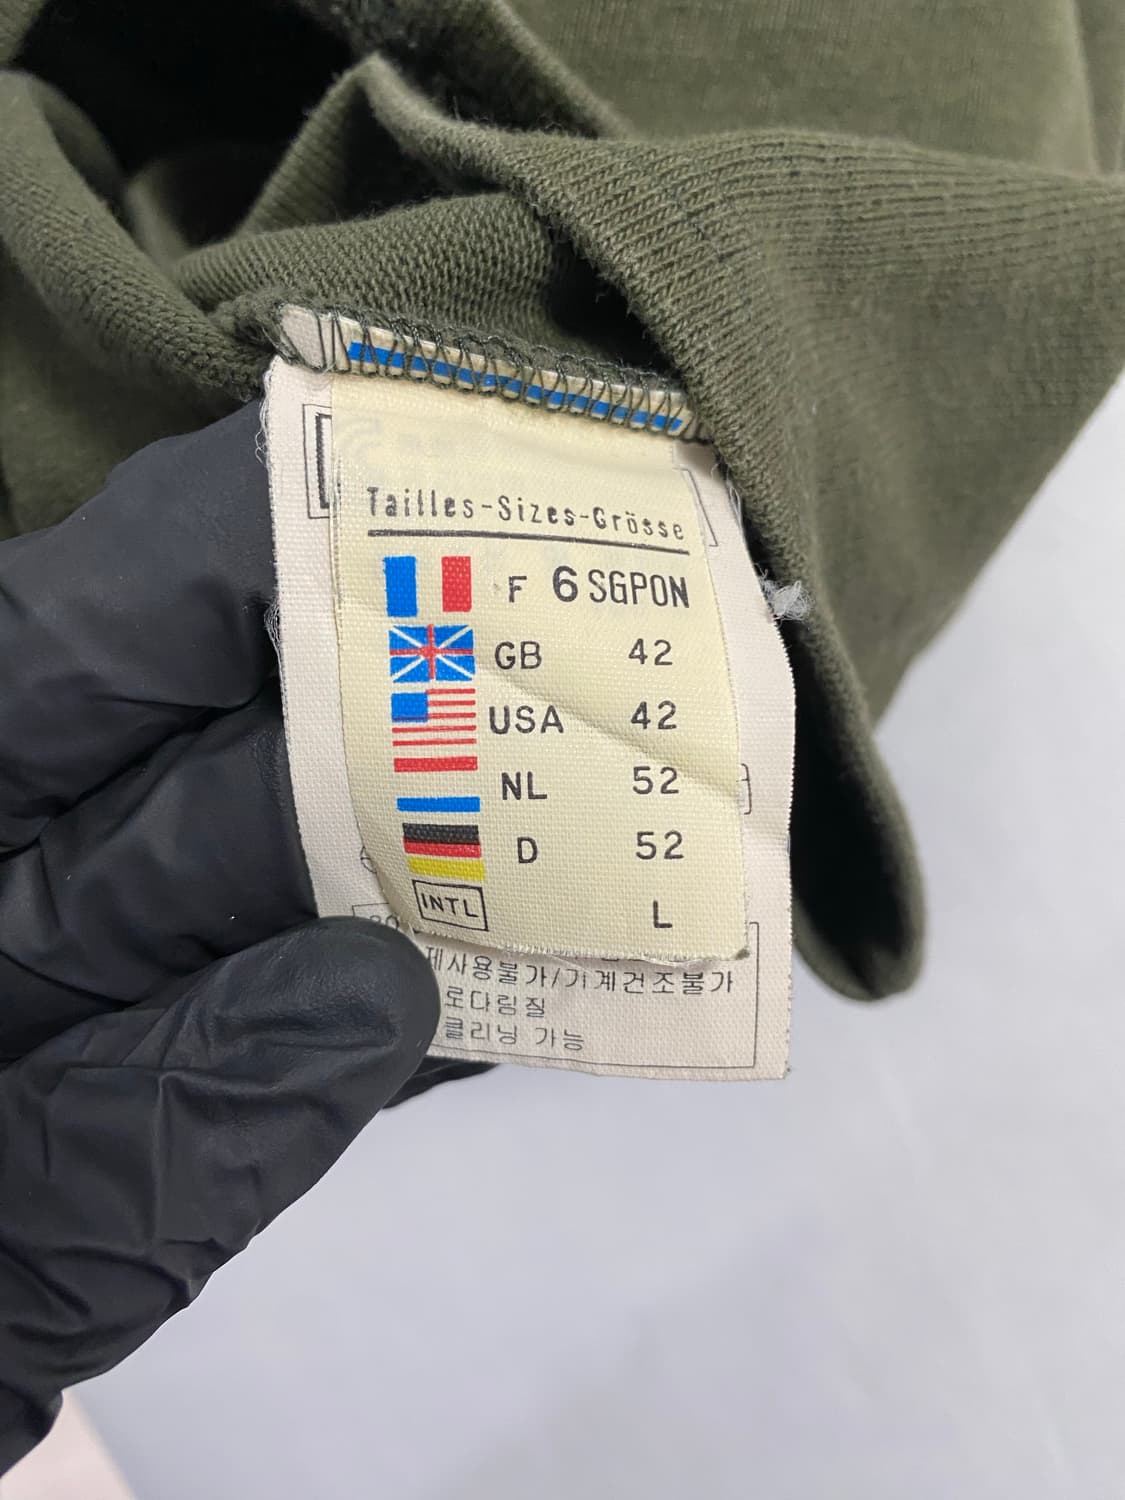 Tailles-Sizes-Grösse
F 6 SGPON
GB 42
USA 42
NL 52
D 52
INTL L
제사용불가/기계건조불가
로다림질
클리닝 가능